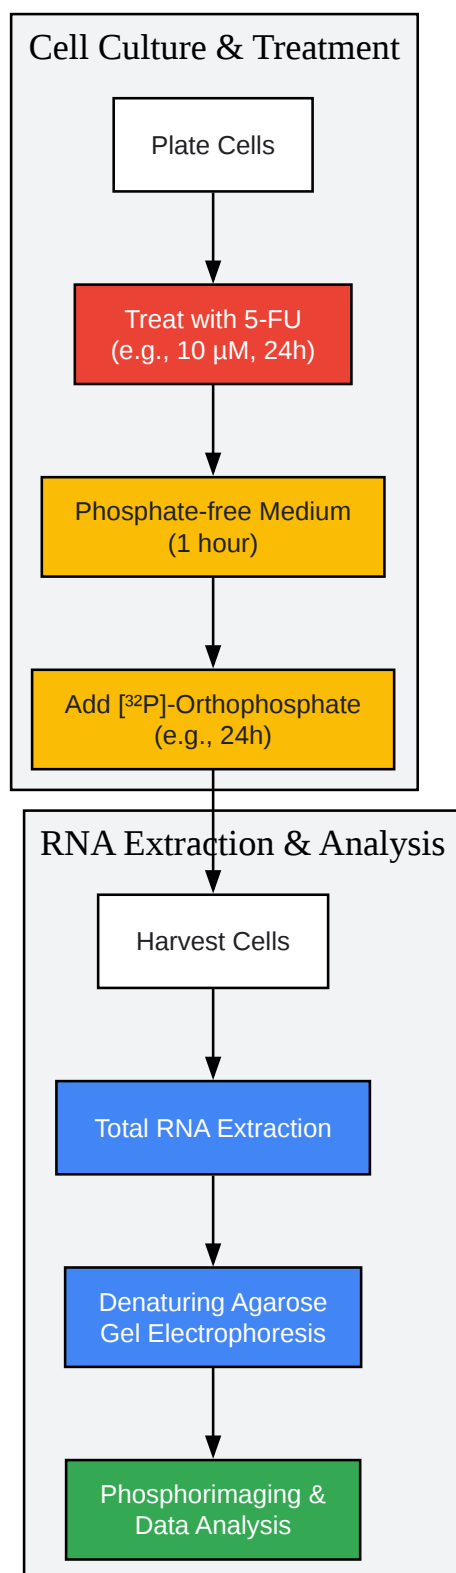 Cell Culture & Treatment
Plate Cells
Treat with 5-FU
(e.g., 10 µM, 24h)
Phosphate-free Medium
(1 hour)
Add [³²P]-Orthophosphate
(e.g., 24h)
RNA Extraction & Analysis
Harvest Cells
Total RNA Extraction
Denaturing Agarose
Gel Electrophoresis
Phosphorimaging &
Data Analysis